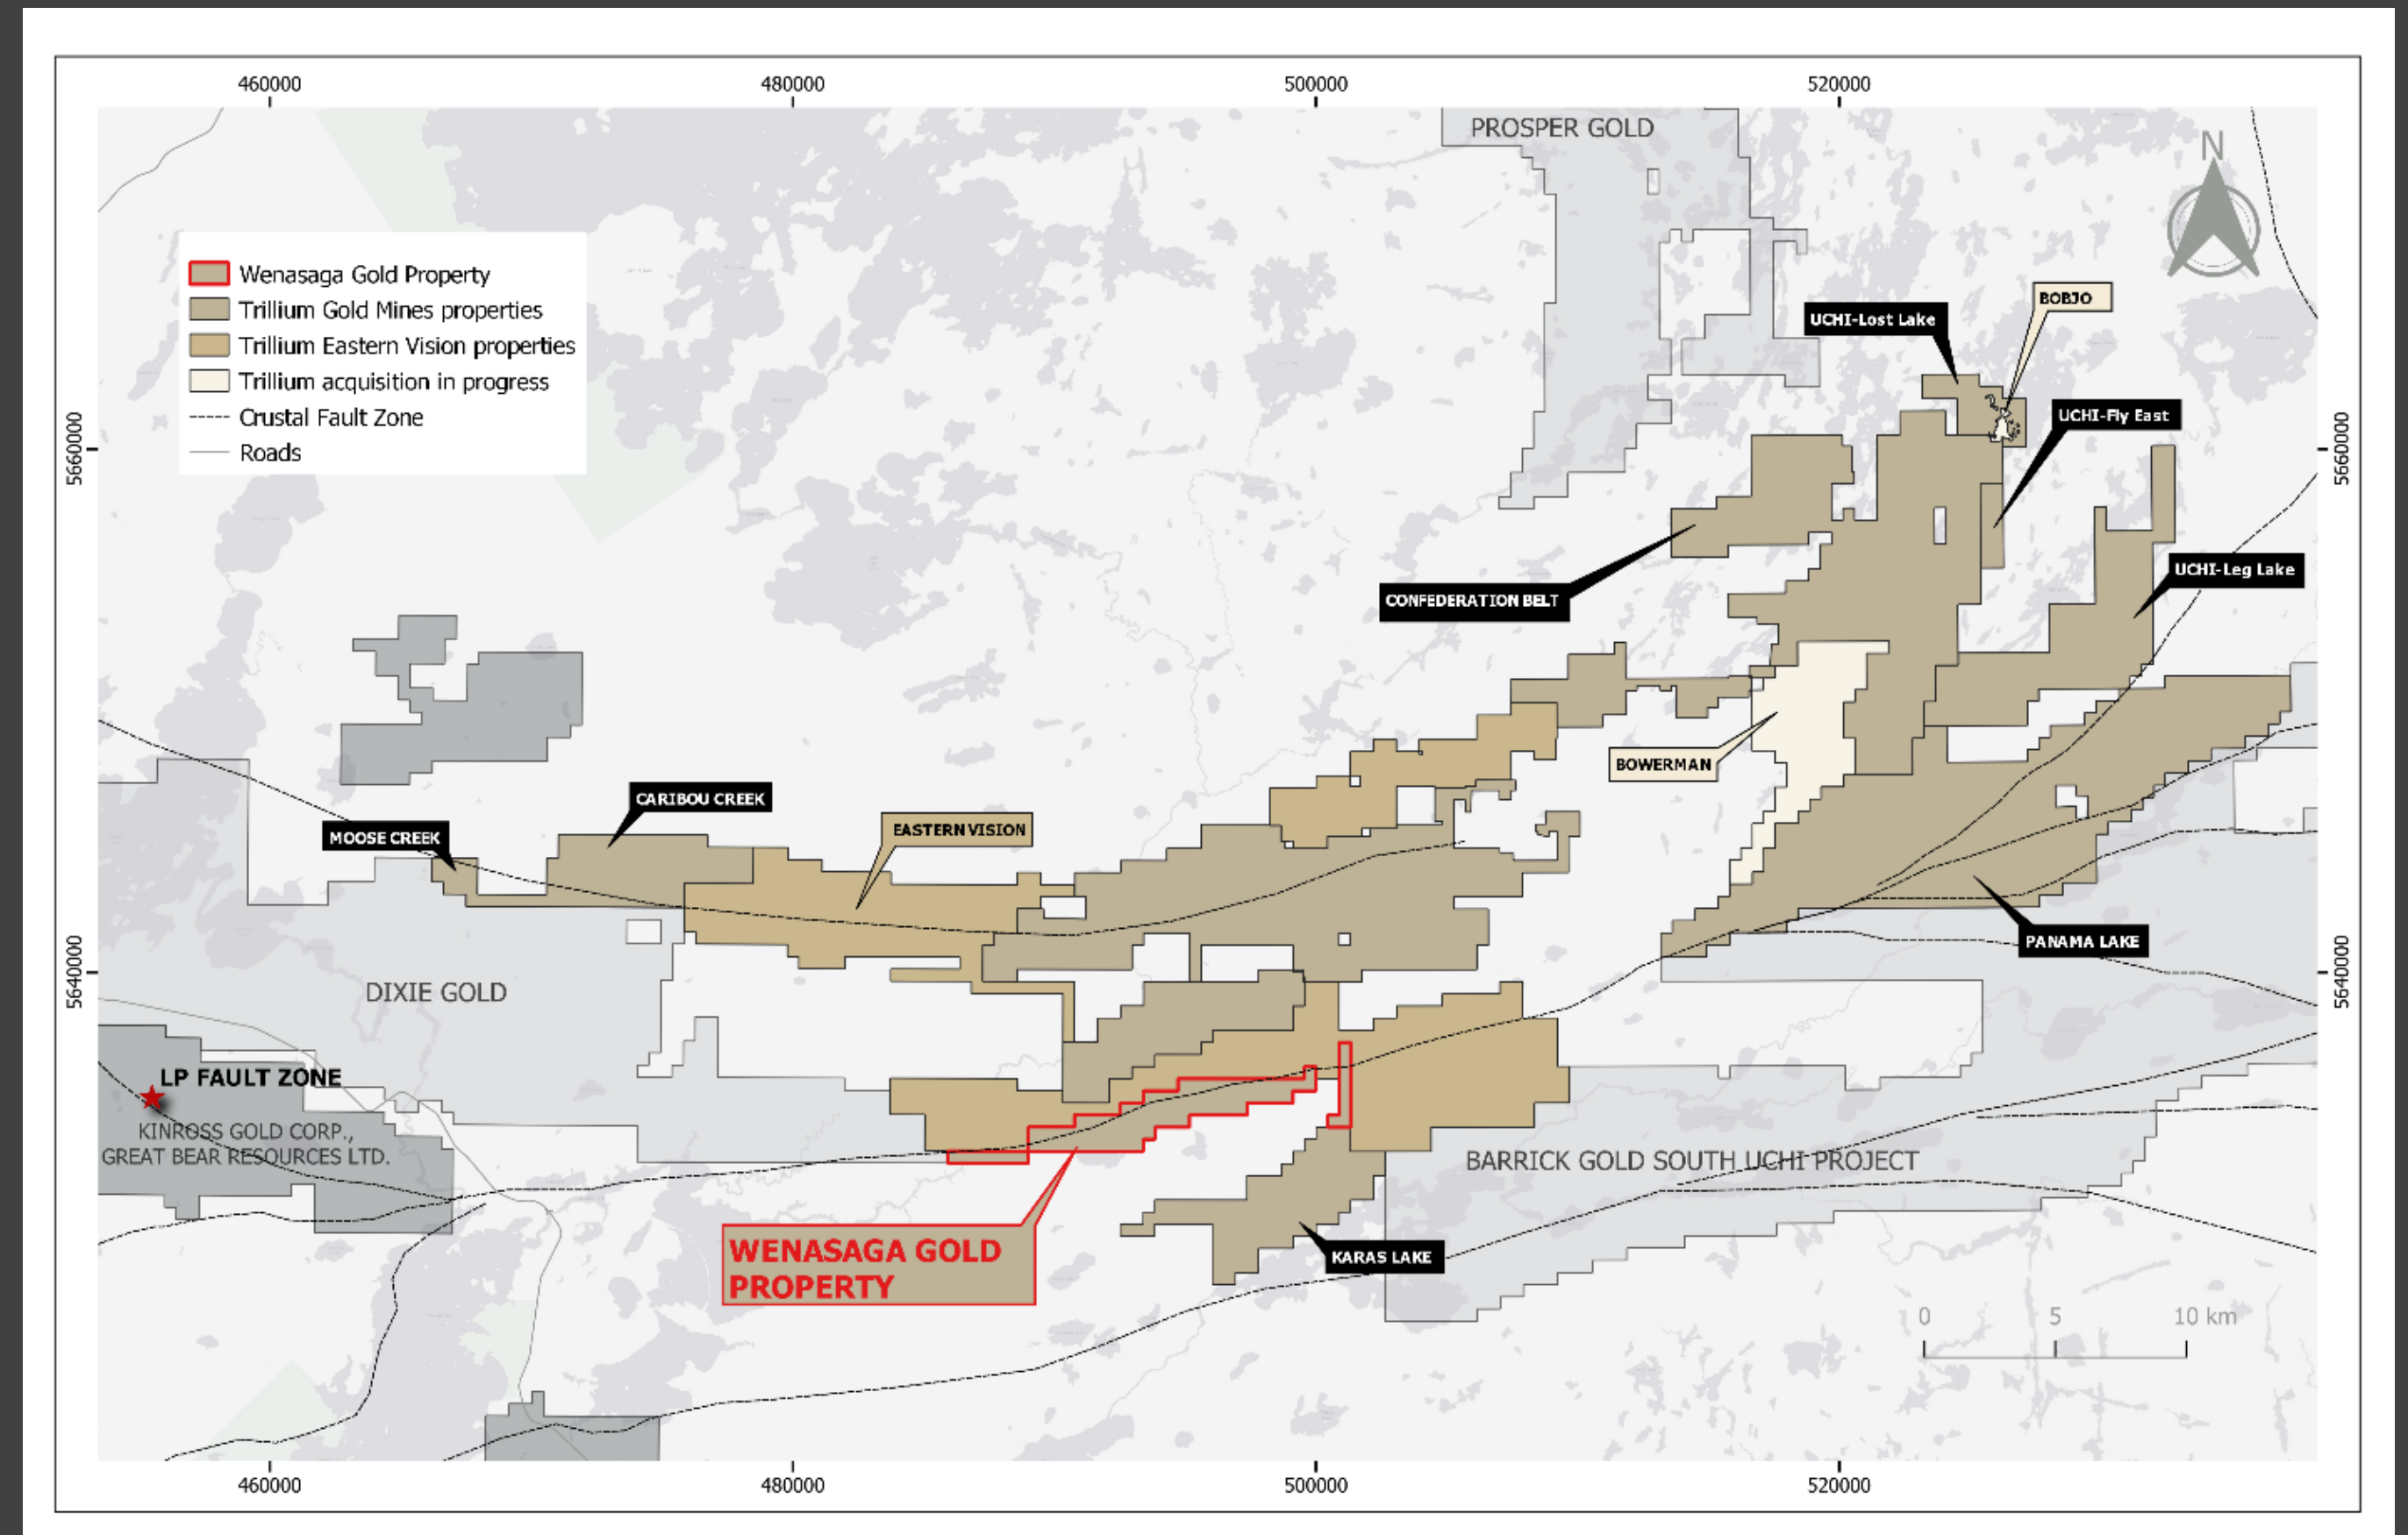 460000
480000
500000
520000
PROSPER GOLD
N
Wenasaga Gold Property
Trillium Gold Mines properties
Trillium Eastern Vision properties
Trillium acquisition in progress
Crustal Fault Zone
Roads
BOBJO
UCHI-Lost Lake
UCHI-Fly East
5660000
5660000
UCHI-Leg Lake
CONFEDERATION BELT
BOWERMAN
CARIBOU CREEK
EASTERN VISION
MOOSE CREEK
PANAMA LAKE
5640000
5640000
DIXIE GOLD
LP FAULT ZONE
KINROSS GOLD CORP.,
GREAT BEAR RESOURCES LTD.
BARRICK GOLD SOUTH UCHI PROJECT
WENASAGA GOLD
PROPERTY
KARAS LAKE
0 5 10 km
460000
480000
500000
520000